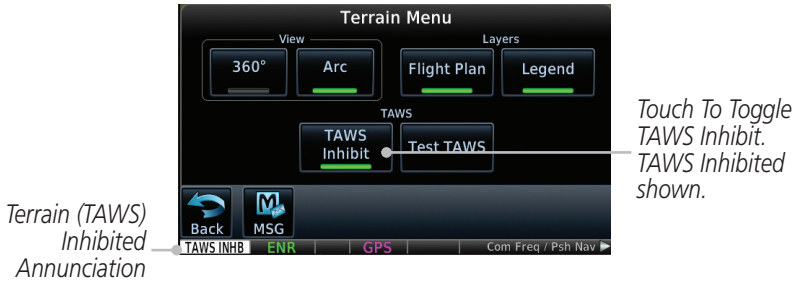 Terrain Menu
View
Layers
360°
Arc
Flight Plan
Legend
TAWS
TAWS
Inhibit
Test TAWS
Touch To Toggle
TAWS Inhibit.
TAWS Inhibited
shown.
Back
MSG
Terrain (TAWS)
Inhibited
Annunciation
TAWS INHB
ENR
GPS
Com Freq / Psh Nav